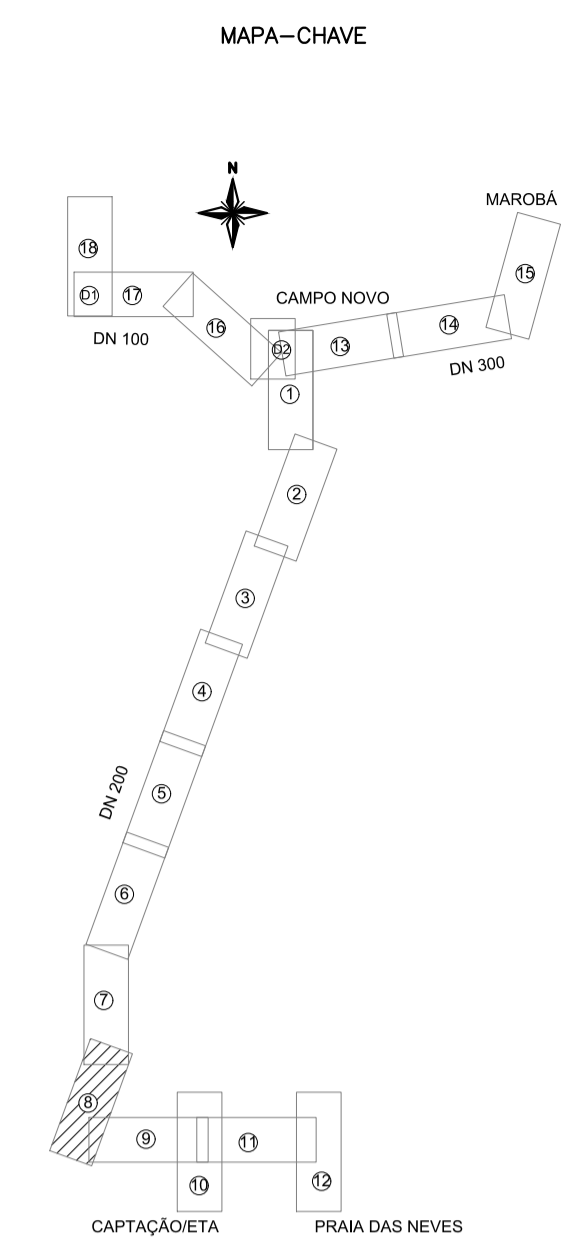 MAPA-CHAVE
N
MAROBÁ
18
15
D1
17
CAMPO NOVO
16
14
DN 100
D2
13
DN 300
1
2
3
4
DN 200
5
6
7
8
9
11
10
12
CAPTAÇÃO/ETA
PRAIA DAS NEVES